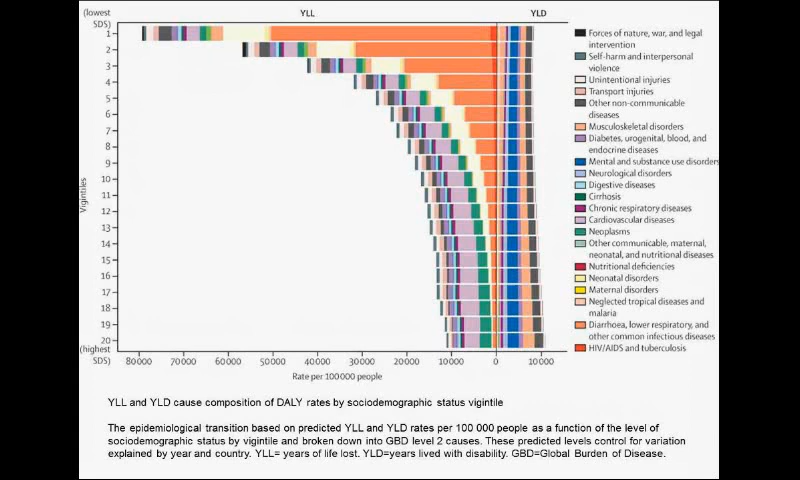 (lowest SDS)
YLL
YLD
1
2
3
4
5
6
7
8
9
10
11
12
13
14
15
16
17
18
19
20
(highest SDS)
Vigintiles
80000
70000
60000
50000
40000
30000
20000
10000
0
10000
Rate per 100000 people
Forces of nature, war, and legal
intervention
Self-harm and interpersonal
violence
Unintentional injuries
Transport injuries
Other non-communicable
diseases
Musculoskeletal disorders
Diabetes, urogenital, blood, and
endocrine diseases
Mental and substance use disorders
Neurological disorders
Digestive diseases
Cirrhosis
Chronic respiratory diseases
Cardiovascular diseases
Neoplasms
Other communicable, maternal,
neonatal, and nutritional diseases
Nutritional deficiencies
Neonatal disorders
Maternal disorders
Neglected tropical diseases and
malaria
Diarrhoea, lower respiratory, and
other common infectious diseases
HIV/AIDS and tuberculosis
YLL and YLD cause composition of DALY rates by sociodemographic status vigintile
The epidemiological transition based on predicted YLL and YLD rates per 100 000 people as a function of the level of
sociodemographic status by vigintile and broken down into GBD level 2 causes. These predicted levels control for variation
explained by year and country. YLL= years of life lost. YLD=years lived with disability. GBD=Global Burden of Disease.